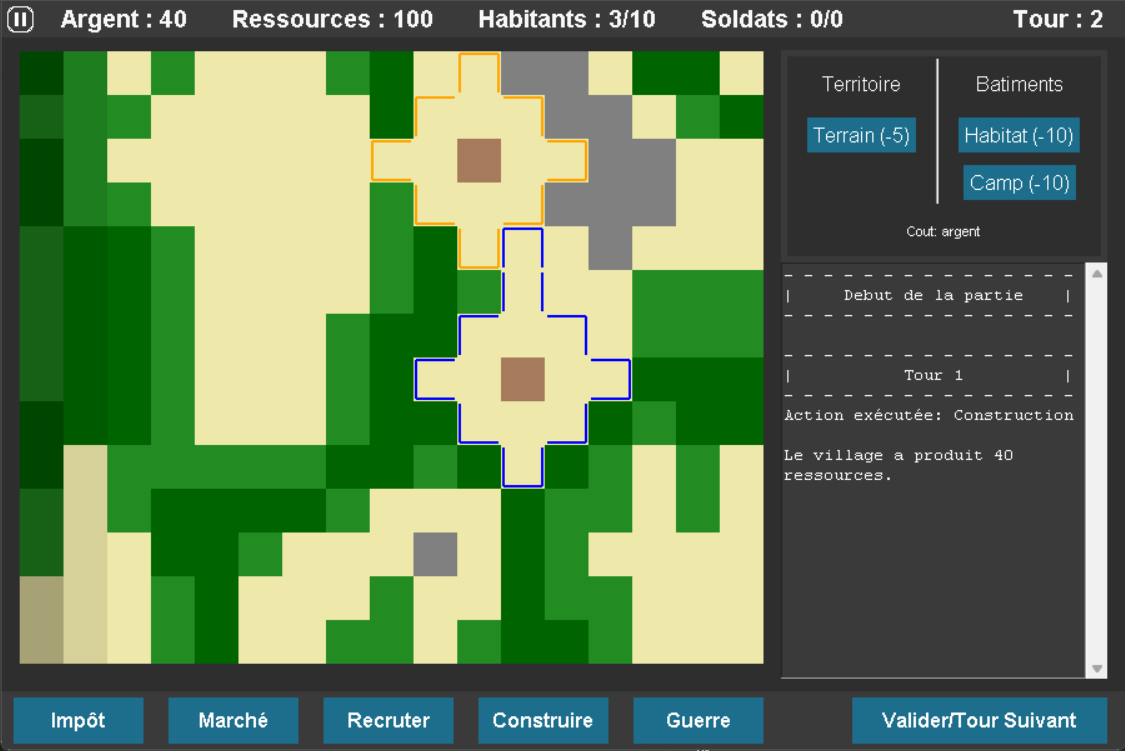 Argent : 40 Ressources : 100 Habitants : 3/10 Soldats : 0/0 Tour : 2
Territoire Batiments
Terrain (-5) Habitat (-10)
Camp (-10)
Cout: argent
- - - - - - - - - - - - - - -
| Debut de la partie |
- - - - - - - - - - - - - - -
- - - - - - - - - - - - - - -
| Tour 1 |
- - - - - - - - - - - - - - -
Action exécutée: Construction
Le village a produit 40
ressources.
Impôt Marché Recruter Construire Guerre Valider/Tour Suivant